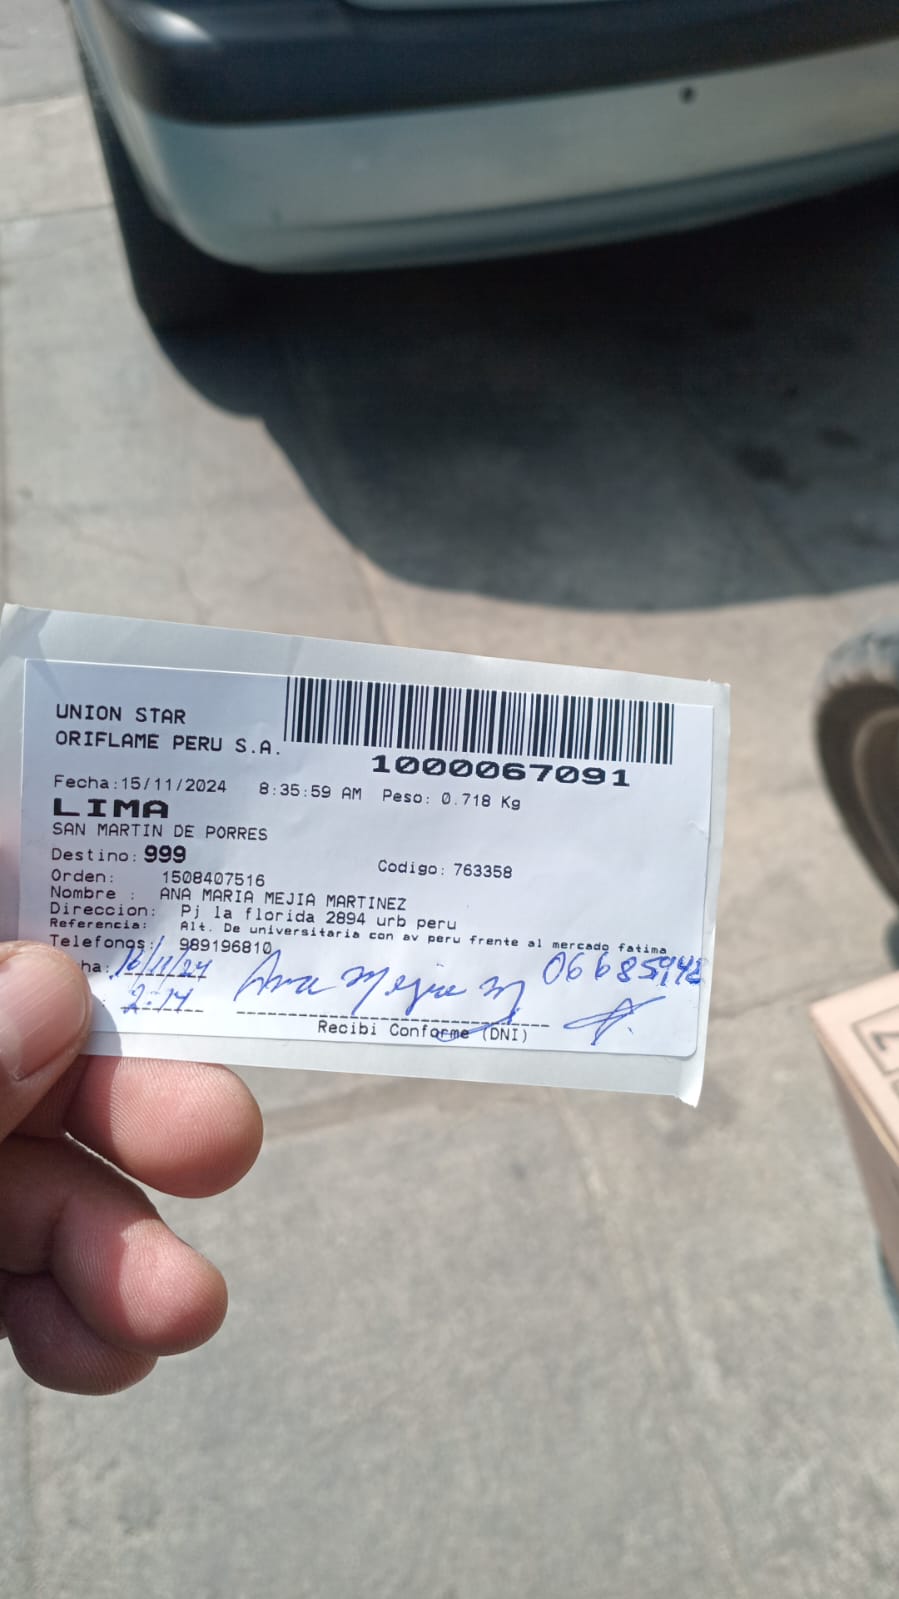 UNION STAR
ORIFLAME PERU S.A.
1000067091
Fecha:15/11/2024 8:35:59 AM Peso: 0.718 Kg
LIMA
SAN MARTIN DE PORRES
Destino: 999
Codigo: 763358
Orden: 1508407516
Nombre : ANA MARIA MEJIA MARTINEZ
Direccion: Pj la florida 2894 urb peru
Referencia: Alt. De universitaria con av peru frente al mercado fatima
Telefonos: 989196810
ha: 16/11/24 Ana Mejia M 06685948
2:14
Recibi Conforme (DNI)